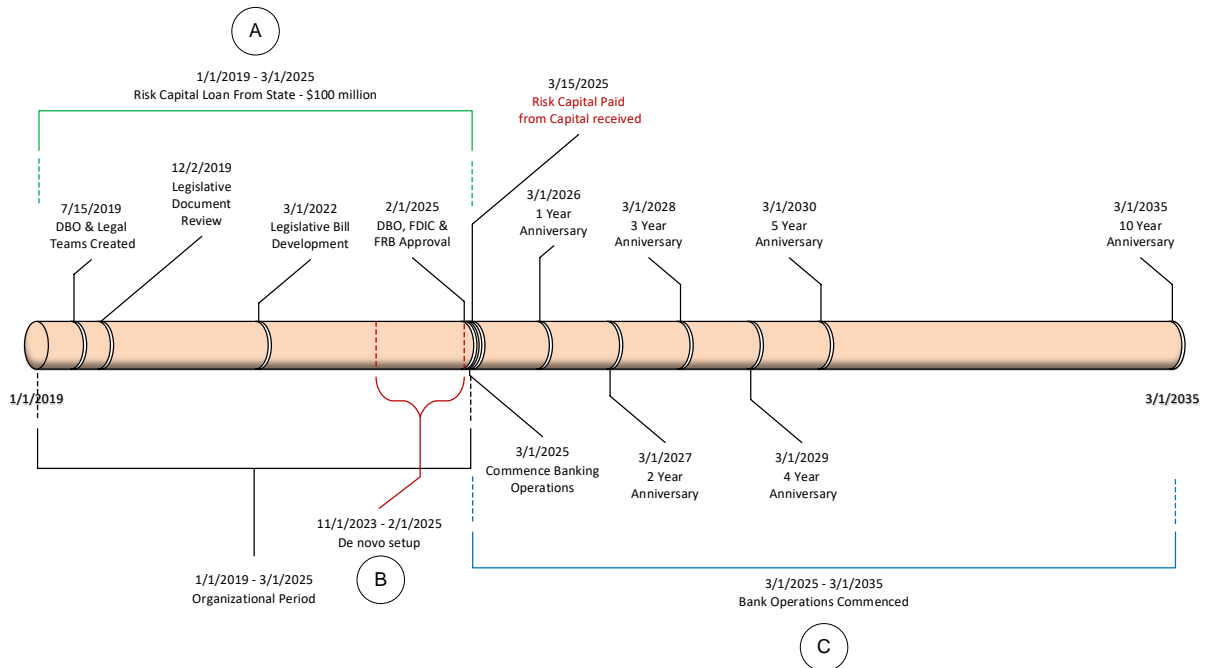 A
1/1/2019 - 3/1/2025
Risk Capital Loan From State - $100 million
3/15/2025
Risk Capital Paid
from Capital received
12/2/2019
Legislative
Document
Review
7/15/2019
DBO & Legal
Teams Created
3/1/2022
Legislative Bill
Development
2/1/2025
DBO, FDIC &
FRB Approval
3/1/2026
1 Year
Anniversary
3/1/2028
3 Year
Anniversary
3/1/2030
5 Year
Anniversary
3/1/2035
10 Year
Anniversary
1/1/2019
3/1/2035
3/1/2025
Commence Banking
Operations
3/1/2027
2 Year
Anniversary
3/1/2029
4 Year
Anniversary
11/1/2023 - 2/1/2025
De novo setup
B
1/1/2019 - 3/1/2025
Organizational Period
3/1/2025 - 3/1/2035
Bank Operations Commenced
C